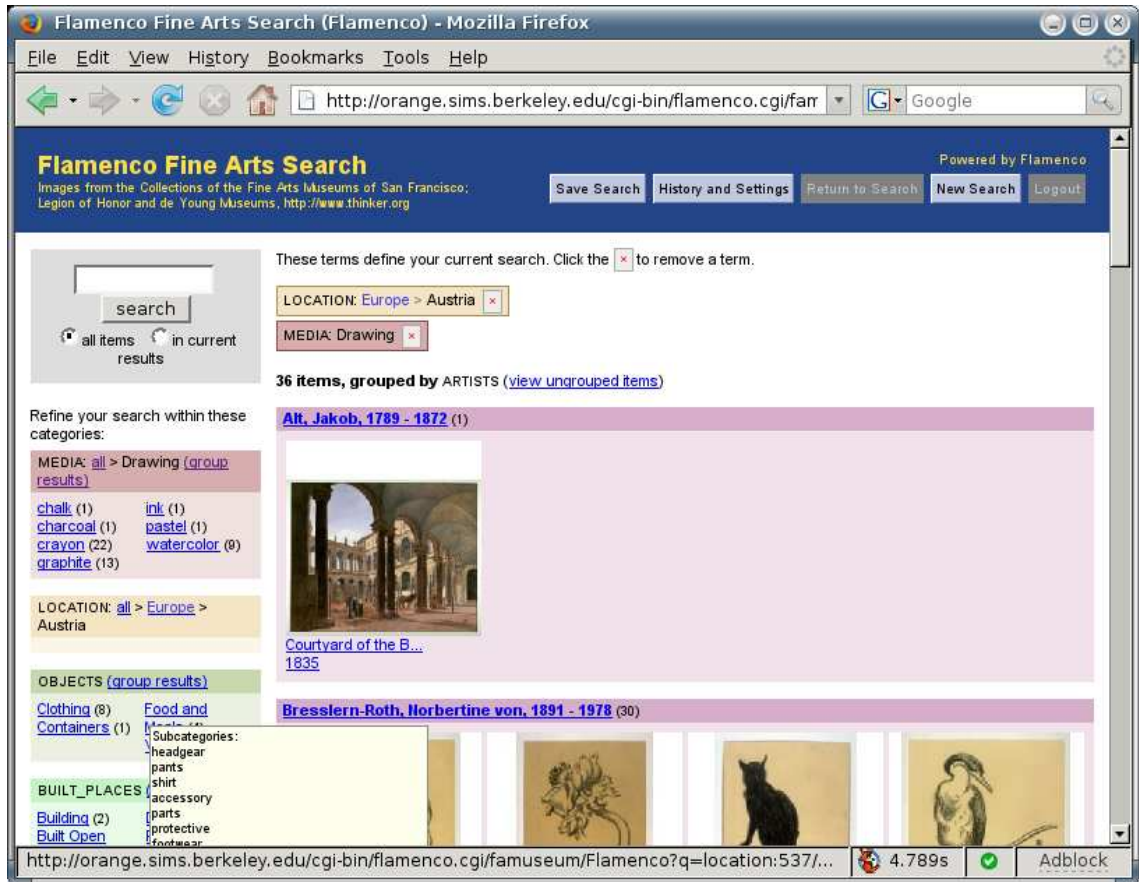 Flamenco Fine Arts Search (Flamenco) - Mozilla Firefox
File Edit View History Bookmarks Tools Help
http://orange.sims.berkeley.edu/cgi-bin/flamenco.cgi/fam
G Google
Flamenco Fine Arts Search
Images from the Collections of the Fine Arts Museums of San Francisco;
Legion of Honor and de Young Museums, http://www.thinker.org
Powered by Flamenco
Save Search History and Settings Return to Search New Search Logout
search
all items in current
results
Refine your search within these
categories:
MEDIA: all > Drawing (group
results)
chalk (1) ink (1)
charcoal (1) pastel (1)
crayon (22) watercolor (9)
graphite (13)
LOCATION: all > Europe >
Austria
OBJECTS (group results)
Clothing (8) Food and
Containers (1)
Subcategories:
headgear
pants
shirt
accessory
parts
protective
footwear
BUILT_PLACES
Building (2)
Built Open
These terms define your current search. Click the × to remove a term.
LOCATION: Europe > Austria ×
MEDIA: Drawing ×
36 items, grouped by ARTISTS (view ungrouped items)
Alt, Jakob, 1789 - 1872 (1)
Courtyard of the B...
1835
Bresslern-Roth, Norbertine von, 1891 - 1978 (30)
http://orange.sims.berkeley.edu/cgi-bin/flamenco.cgi/famuseum/Flamenco?q=location:537/... 4.789s Adblock